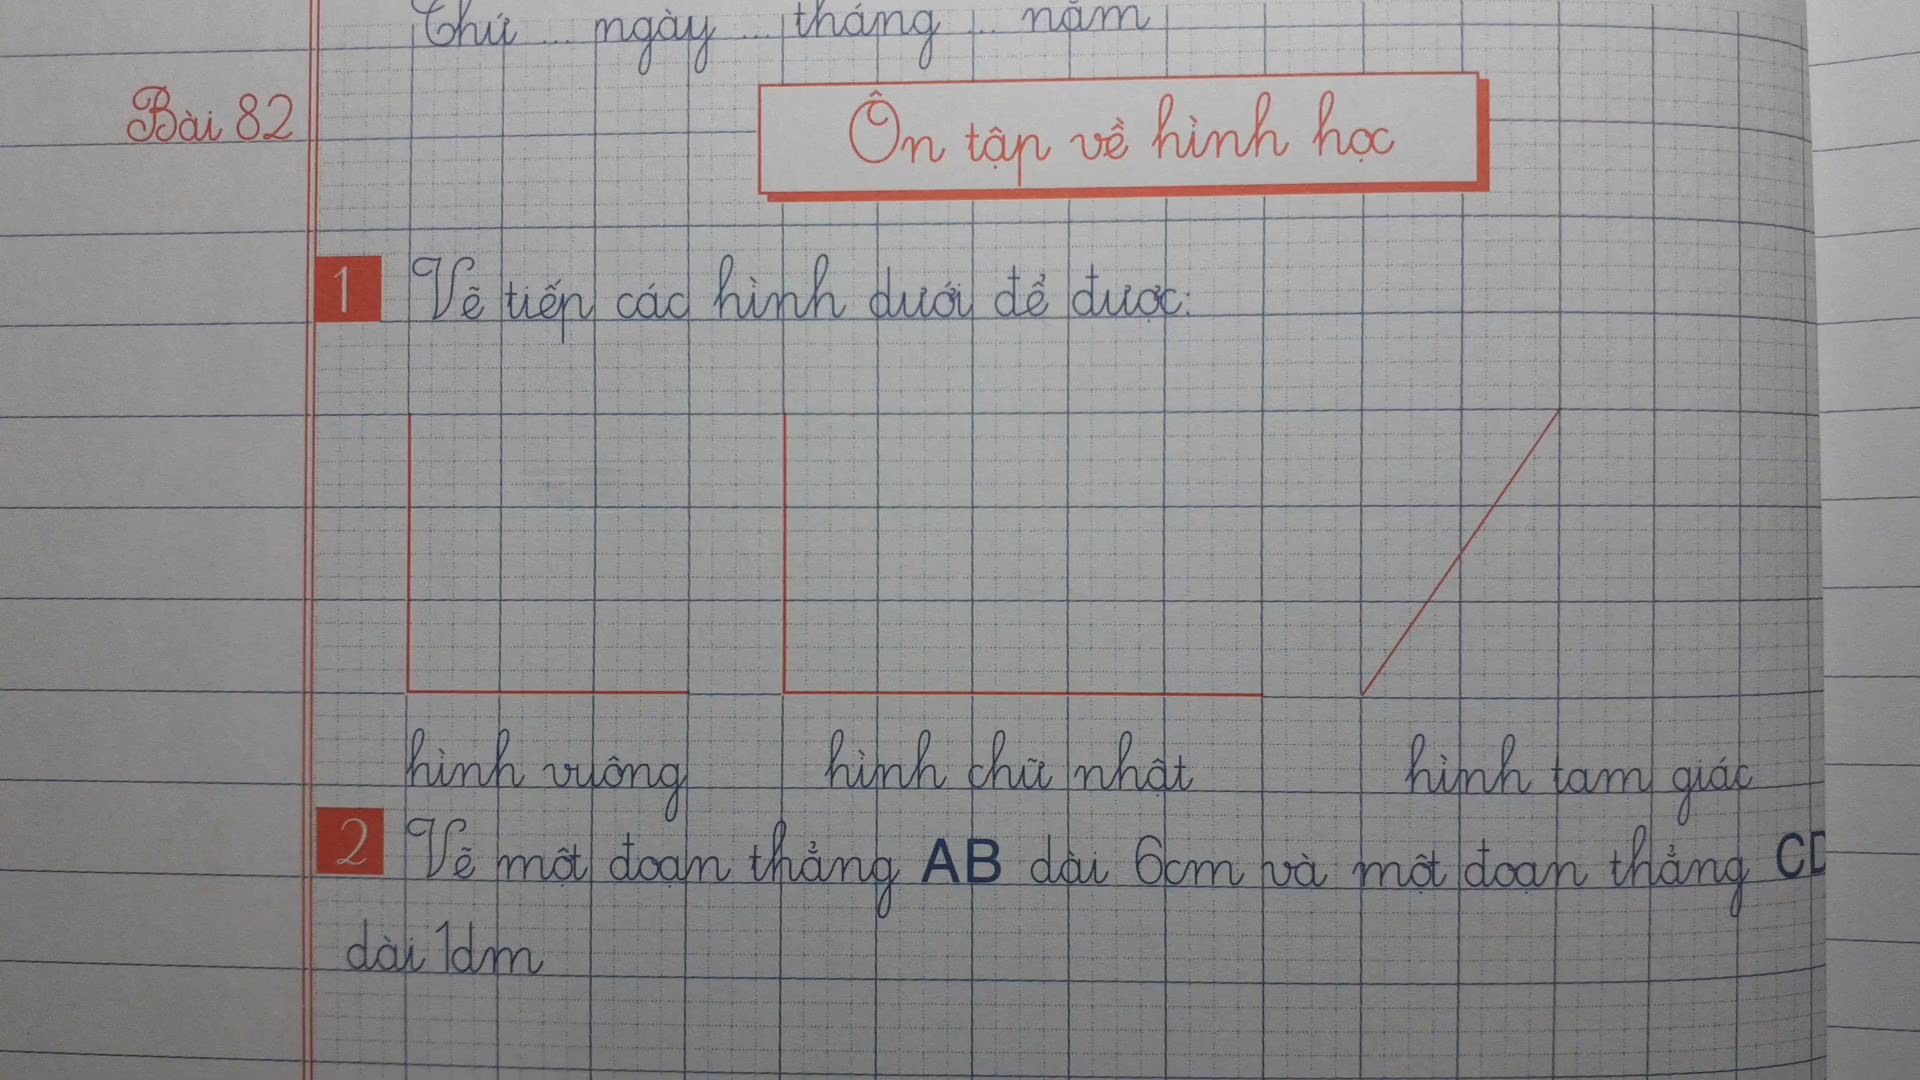 Thứ ... ngày ... tháng ... năm
Bài 82
Ôn tập về hình học
1 Vẽ tiếp các hình dưới để được:
hình vuông hình chữ nhật hình tam giác
2 Vẽ một đoạn thẳng AB dài 6cm và một đoạn thẳng CD
dài 1dm